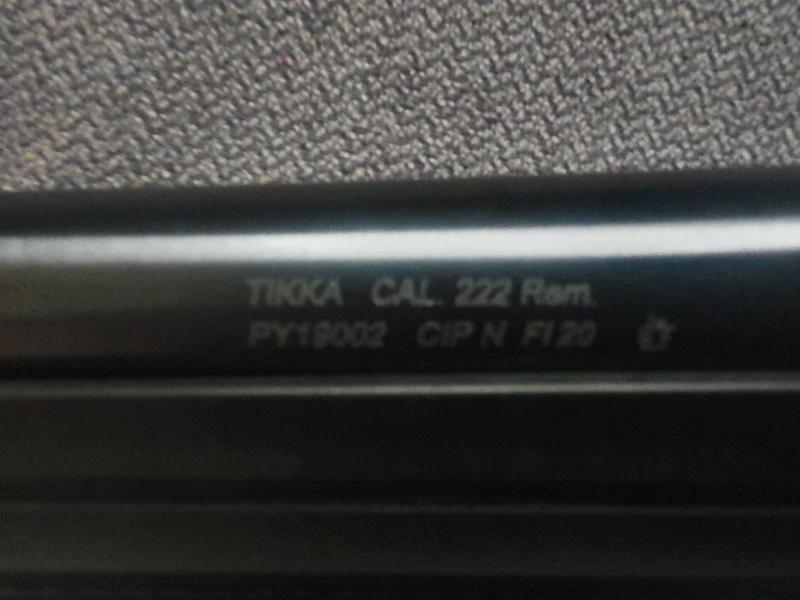 TIKKA CAL. 222 Rem.
PY19002 CIP N FI 20